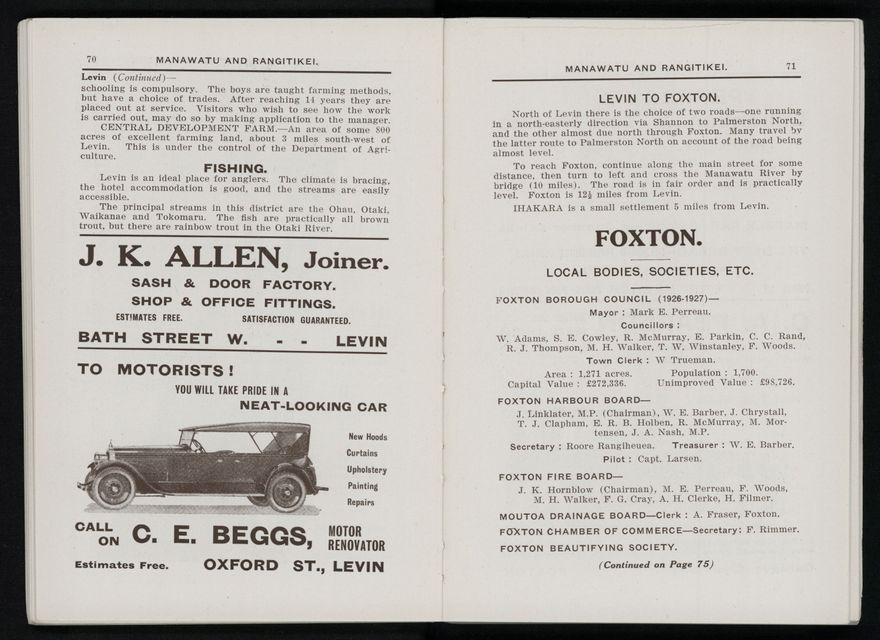 70 MANAWATU AND RANGITIKEI.
Levin (Continued)—
schooling is compulsory. The boys are taught farming methods,
but have a choice of trades. After reaching 14 years they are
placed out at service. Visitors who wish to see how the work
is carried out, may do so by making application to the manager.
CENTRAL DEVELOPMENT FARM.—An area of some 800
acres of excellent farming land, about 3 miles south-west of
Levin. This is under the control of the Department of Agri-
culture.
FISHING.
Levin is an ideal place for anglers. The climate is bracing,
the hotel accommodation is good, and the streams are easily
accessible.
The principal streams in this district are the Ohau, Otaki,
Waikanae and Tokomaru. The fish are practically all brown
trout, but there are rainbow trout in the Otaki River.
J. K. ALLEN, Joiner.
SASH & DOOR FACTORY.
SHOP & OFFICE FITTINGS.
ESTIMATES FREE. SATISFACTION GUARANTEED.
BATH STREET W. - - LEVIN
TO MOTORISTS!
YOU WILL TAKE PRIDE IN A
NEAT-LOOKING CAR
New Hoods
Curtains
Upholstery
Painting
Repairs
CALL ON C. E. BEGGS, MOTOR RENOVATOR
Estimates Free. OXFORD ST., LEVIN
MANAWATU AND RANGITIKEI. 71
LEVIN TO FOXTON.
North of Levin there is the choice of two roads—one running
in a north-easterly direction via Shannon to Palmerston North,
and the other almost due north through Foxton. Many travel by
the latter route to Palmerston North on account of the road being
almost level.
To reach Foxton, continue along the main street for some
distance, then turn to left and cross the Manawatu River by
bridge (10 miles). The road is in fair order and is practically
level. Foxton is 12½ miles from Levin.
IHAKARA is a small settlement 5 miles from Levin.
FOXTON.
LOCAL BODIES, SOCIETIES, ETC.
FOXTON BOROUGH COUNCIL (1926-1927)—
Mayor : Mark E. Perreau.
Councillors :
W. Adams, S. E. Cowley, R. McMurray, E. Parkin, C. C. Rand,
R. J. Thompson, M. H. Walker, T. W. Winstanley, F. Woods.
Town Clerk : W Trueman.
Area : 1,271 acres. Population : 1,700.
Capital Value : £272,336. Unimproved Value : £98,726.
FOXTON HARBOUR BOARD—
J. Linklater, M.P. (Chairman), W. E. Barber, J. Chrystall,
T. J. Clapham, E. R. B. Holben, R. McMurray, M. Mor-
tensen, J. A. Nash, M.P.
Secretary : Roore Rangiheuea. Treasurer : W. E. Barber.
Pilot : Capt. Larsen.
FOXTON FIRE BOARD—
J. K. Hornblow (Chairman), M. E. Perreau, F. Woods,
M. H. Walker, F. G. Cray, A. H. Clerke, H. Filmer.
MOUTOA DRAINAGE BOARD—Clerk : A. Fraser, Foxton.
FOXTON CHAMBER OF COMMERCE—Secretary: F. Rimmer.
FOXTON BEAUTIFYING SOCIETY.
(Continued on Page 75)